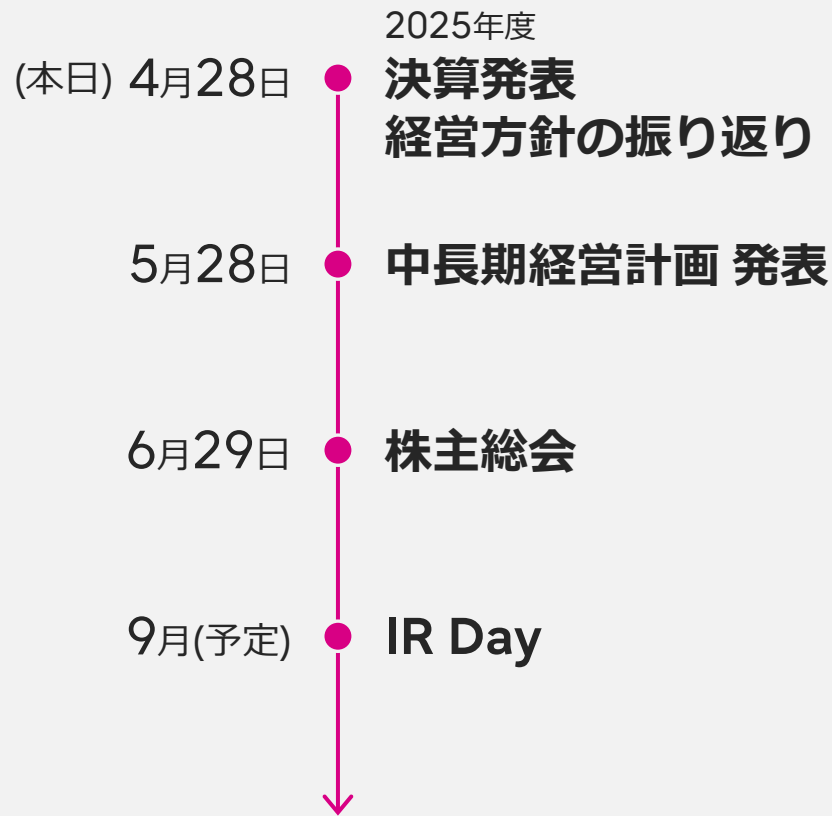 2025年度
(本日) 4月28日 決算発表
経営方針の振り返り
5月28日 中長期経営計画 発表
6月29日 株主総会
9月(予定) IR Day